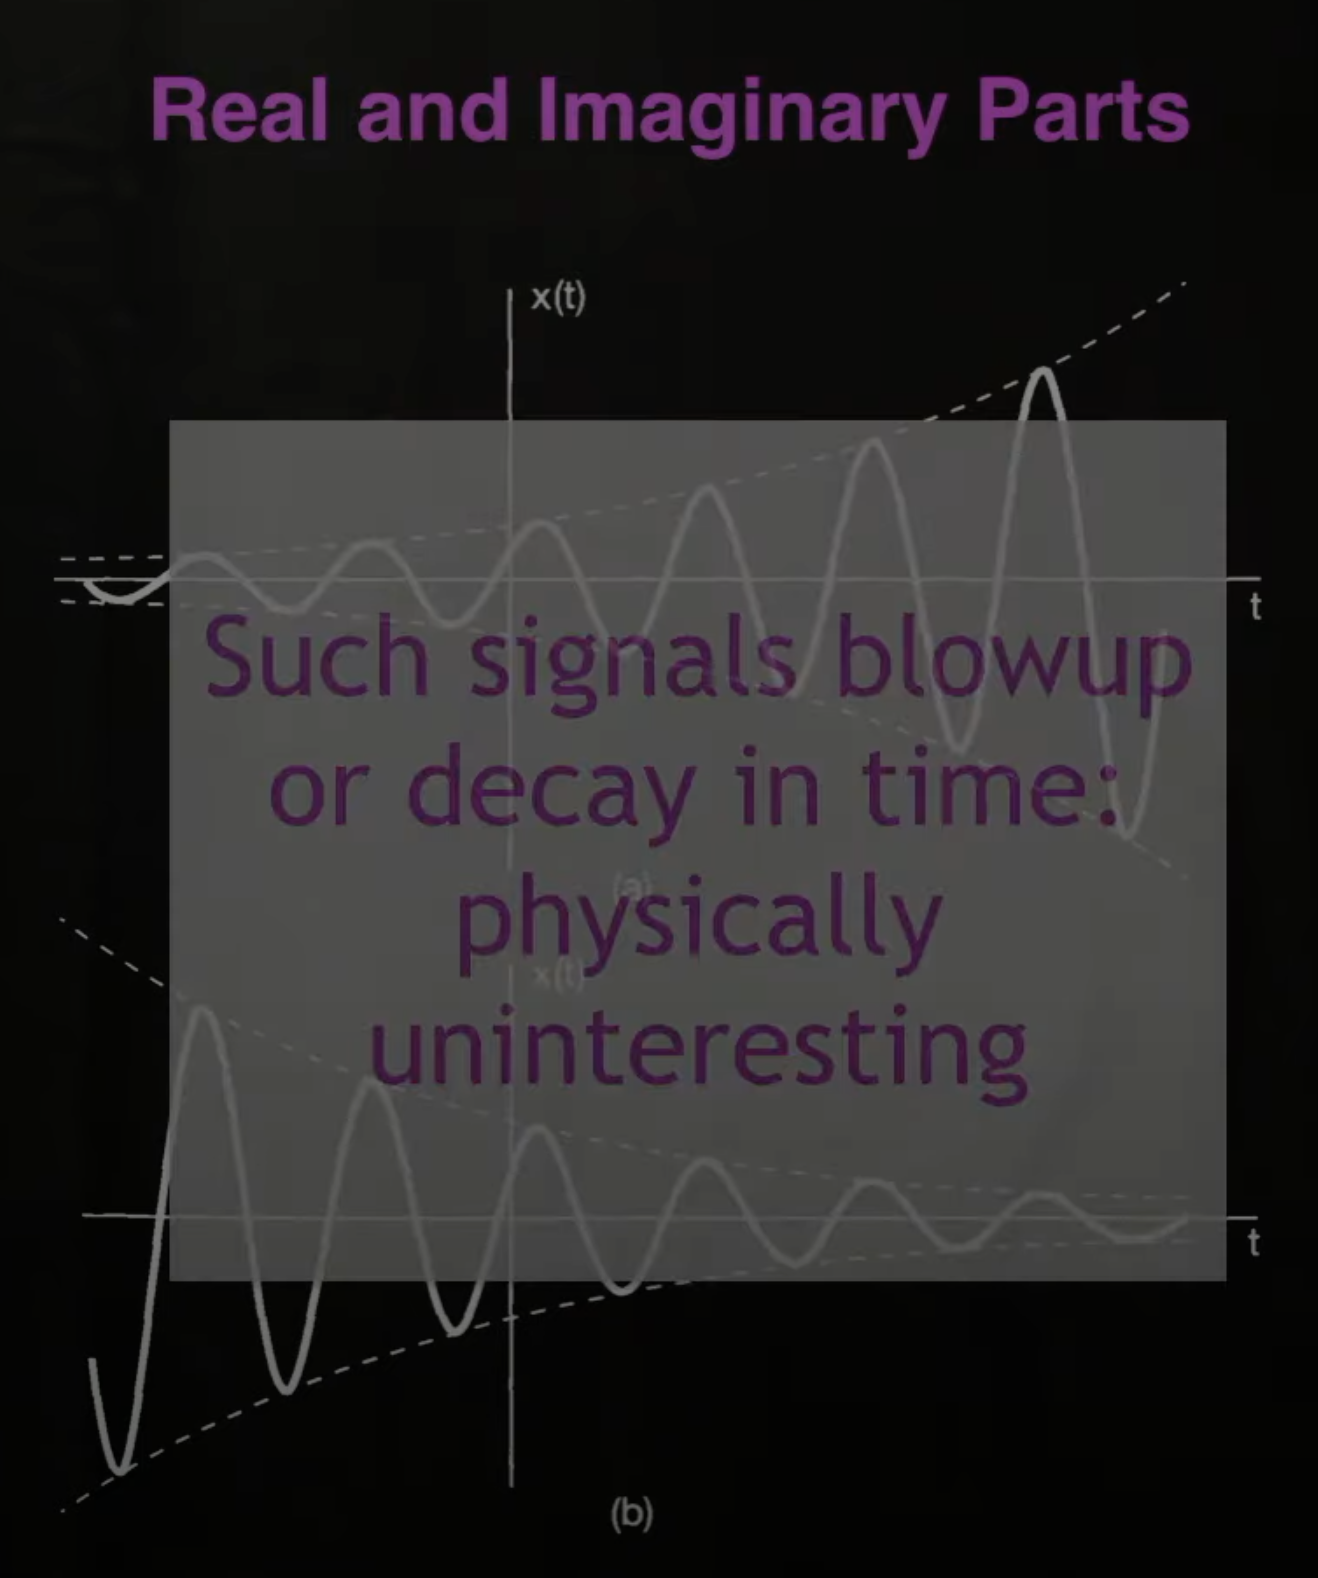 Real and Imaginary Parts
x(t)
t
Such signals blowup
or decay in time:
(a)
physically
x(t)
uninteresting
t
(b)